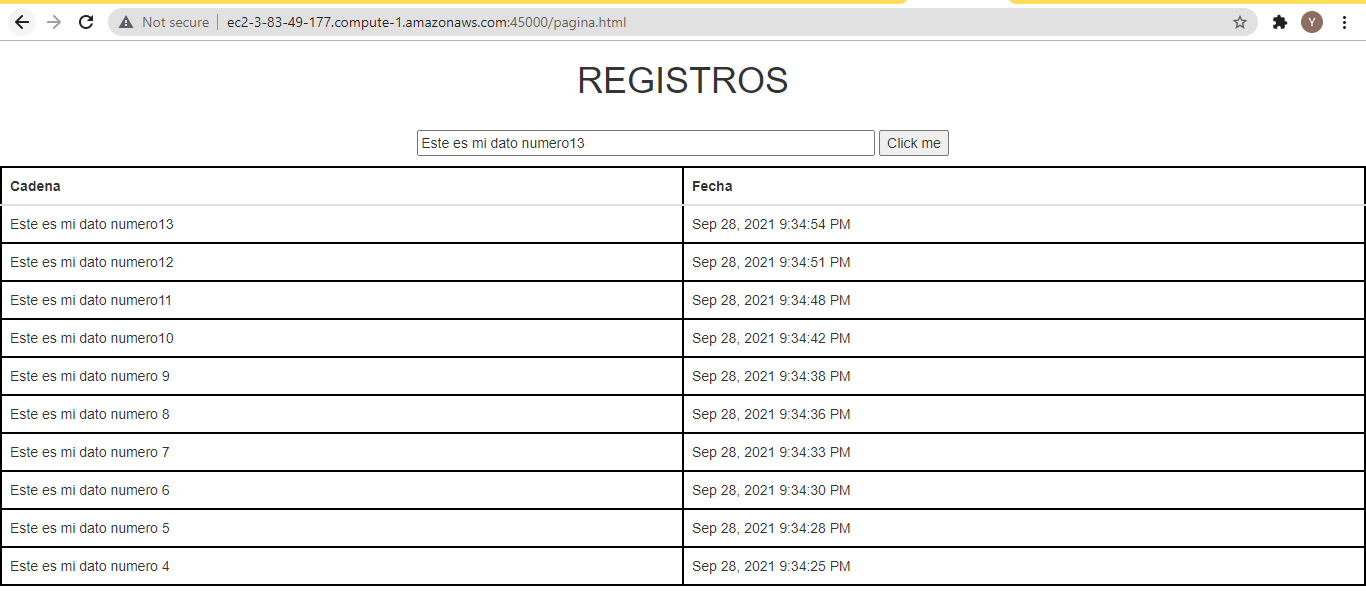 Not secure | ec2-3-83-49-177.compute-1.amazonaws.com:45000/pagina.html Y
REGISTROS
Este es mi dato numero13 Click me
Cadena Fecha
Este es mi dato numero13 Sep 28, 2021 9:34:54 PM
Este es mi dato numero12 Sep 28, 2021 9:34:51 PM
Este es mi dato numero11 Sep 28, 2021 9:34:48 PM
Este es mi dato numero10 Sep 28, 2021 9:34:42 PM
Este es mi dato numero 9 Sep 28, 2021 9:34:38 PM
Este es mi dato numero 8 Sep 28, 2021 9:34:36 PM
Este es mi dato numero 7 Sep 28, 2021 9:34:33 PM
Este es mi dato numero 6 Sep 28, 2021 9:34:30 PM
Este es mi dato numero 5 Sep 28, 2021 9:34:28 PM
Este es mi dato numero 4 Sep 28, 2021 9:34:25 PM